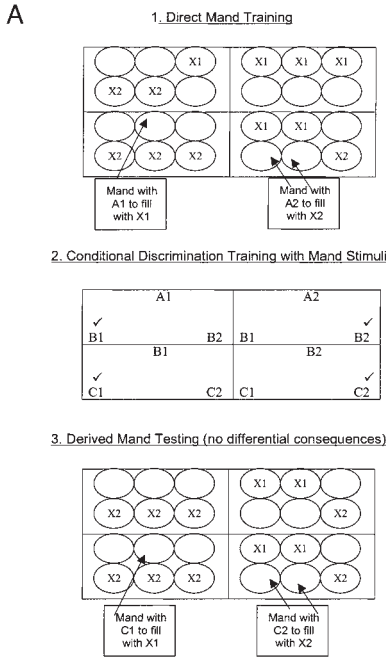 A
1. Direct Mand Training
X1 X1 X1 X1
X2 X2
X1 X1
X2 X2 X2 X2
Mand with
A1 to fill
with X1
Mand with
A2 to fill
with X2
2. Conditional Discrimination Training with Mand Stimuli
A1 A2
✓ ✓
B1 B2 B1 B2
B1 B2
✓ ✓
C1 C2 C1 C2
3. Derived Mand Testing (no differential consequences)
X1 X1
X2 X2 X2 X2
X1 X1
X2 X2 X2 X2
Mand with
C1 to fill
with X1
Mand with
C2 to fill
with X2